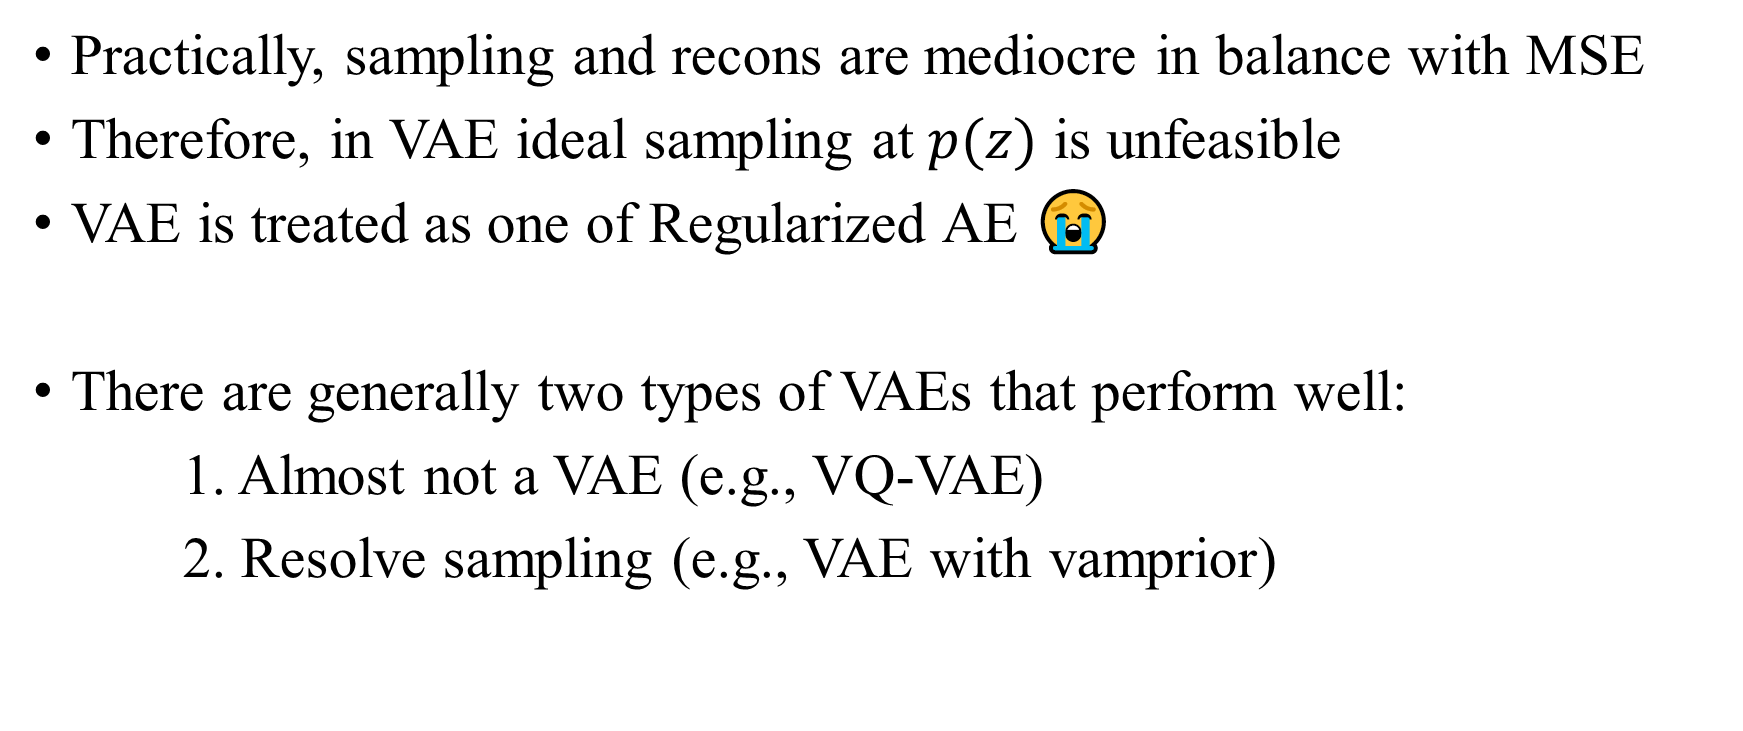 • Practically, sampling and recons are mediocre in balance with MSE
• Therefore, in VAE ideal sampling at p(z) is unfeasible
• VAE is treated as one of Regularized AE 😭
• There are generally two types of VAEs that perform well:
1. Almost not a VAE (e.g., VQ-VAE)
2. Resolve sampling (e.g., VAE with vamprior)